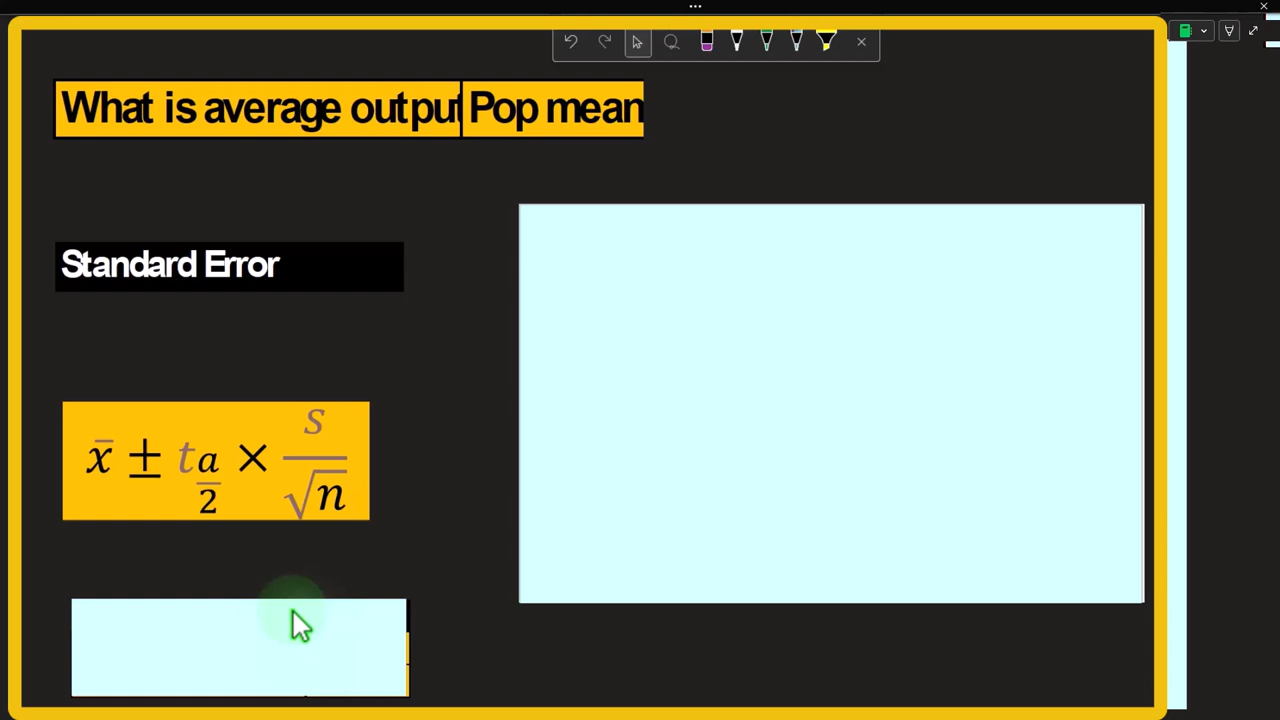 What is average output Pop mean
Standard Error
x̄ ± t a/2 × s/√n